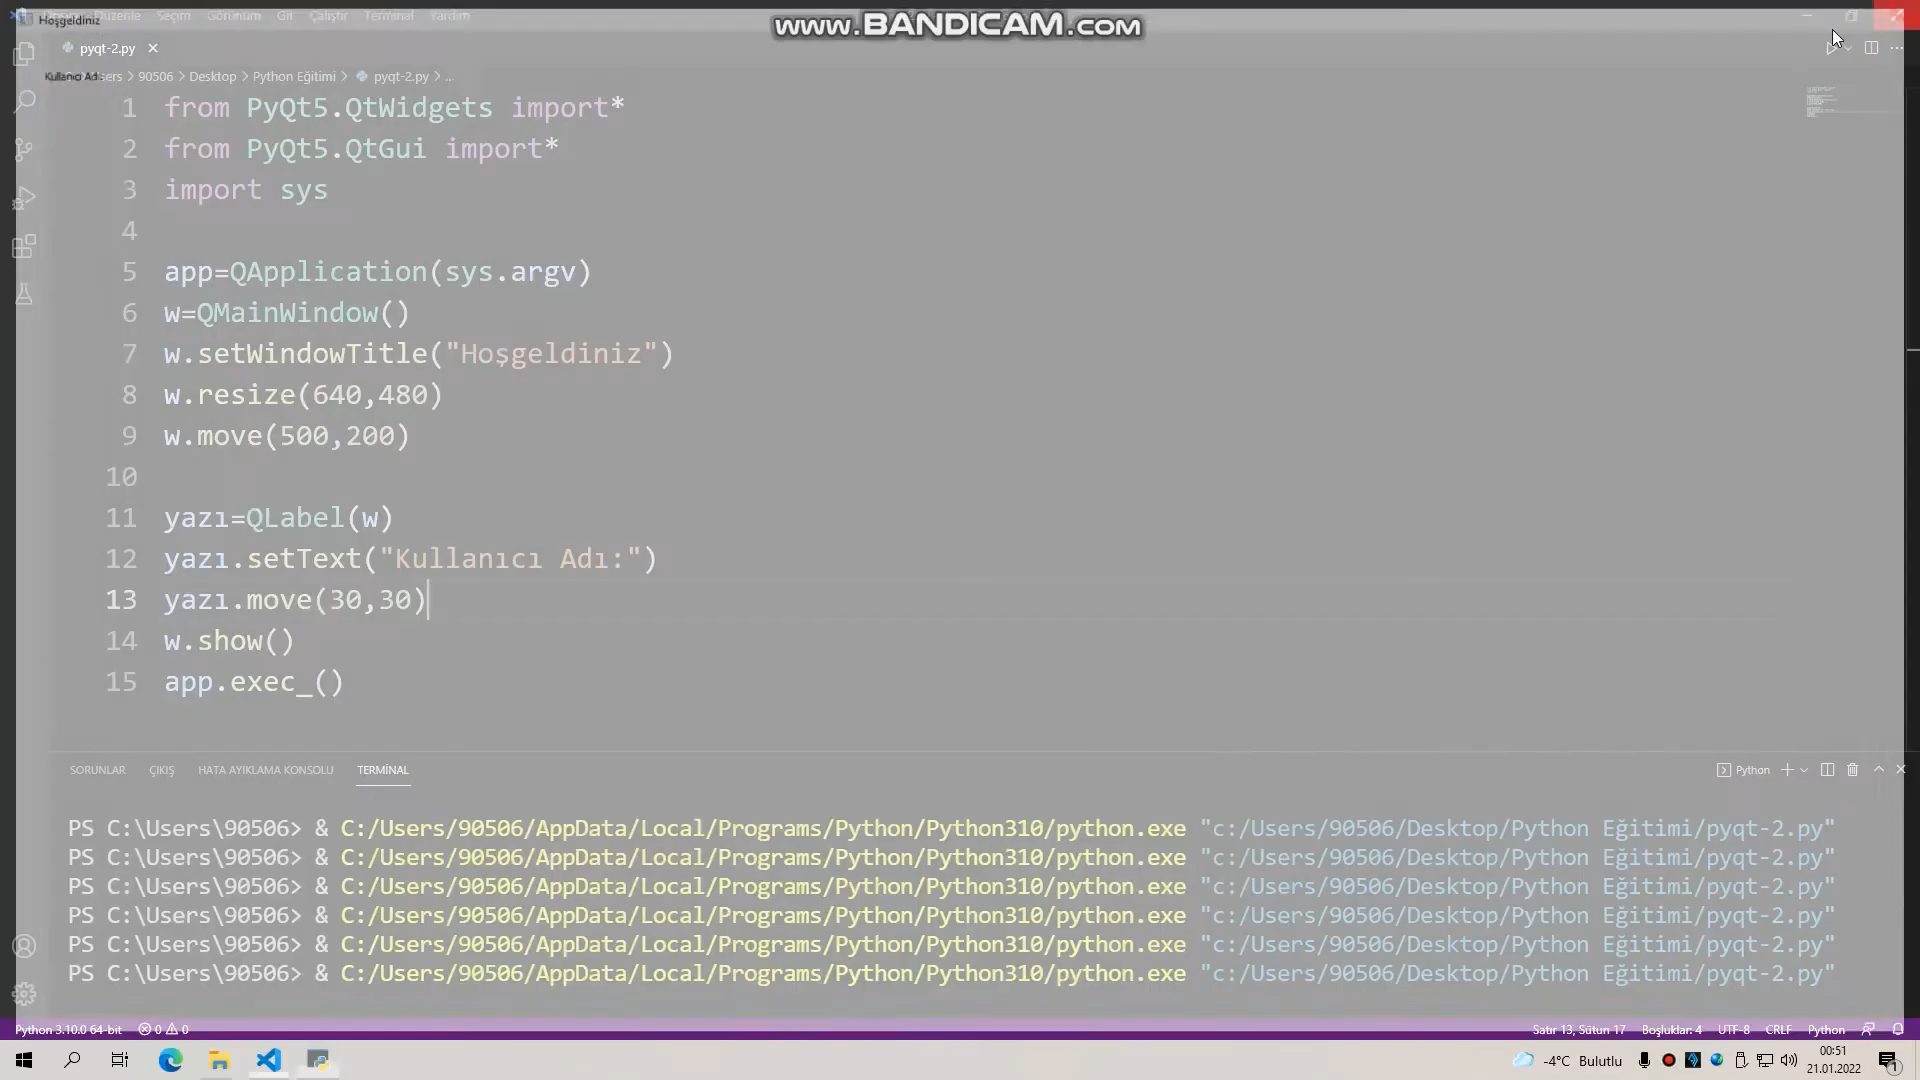 Hoşgeldiniz
Seçim Görünüm Git Çalıştır Terminal Yardım
www.BANDICAM.com
pyqt-2.py
Kullanıcı Adı:
90506 > Desktop > Python Eğitimi > pyqt-2.py > ...
1 from PyQt5.QtWidgets import*
2 from PyQt5.QtGui import*
3 import sys
4
5 app=QApplication(sys.argv)
6 w=QMainWindow()
7 w.setWindowTitle("Hoşgeldiniz")
8 w.resize(640,480)
9 w.move(500,200)
10
11 yazı=QLabel(w)
12 yazı.setText("Kullanıcı Adı:")
13 yazı.move(30,30)
14 w.show()
15 app.exec_()
SORUNLAR ÇIKIŞ HATA AYIKLAMA KONSOLU TERMİNAL
Python
PS C:\Users\90506> & C:/Users/90506/AppData/Local/Programs/Python/Python310/python.exe "c:/Users/90506/Desktop/Python Eğitimi/pyqt-2.py"
PS C:\Users\90506> & C:/Users/90506/AppData/Local/Programs/Python/Python310/python.exe "c:/Users/90506/Desktop/Python Eğitimi/pyqt-2.py"
PS C:\Users\90506> & C:/Users/90506/AppData/Local/Programs/Python/Python310/python.exe "c:/Users/90506/Desktop/Python Eğitimi/pyqt-2.py"
PS C:\Users\90506> & C:/Users/90506/AppData/Local/Programs/Python/Python310/python.exe "c:/Users/90506/Desktop/Python Eğitimi/pyqt-2.py"
PS C:\Users\90506> & C:/Users/90506/AppData/Local/Programs/Python/Python310/python.exe "c:/Users/90506/Desktop/Python Eğitimi/pyqt-2.py"
PS C:\Users\90506> & C:/Users/90506/AppData/Local/Programs/Python/Python310/python.exe "c:/Users/90506/Desktop/Python Eğitimi/pyqt-2.py"
Python 3.10.0 64-bit 0 0 Satır 13, Sütun 17 Boşluklar: 4 UTF-8 CRLF Python
-4°C Bulutlu 00:51
21.01.2022
1